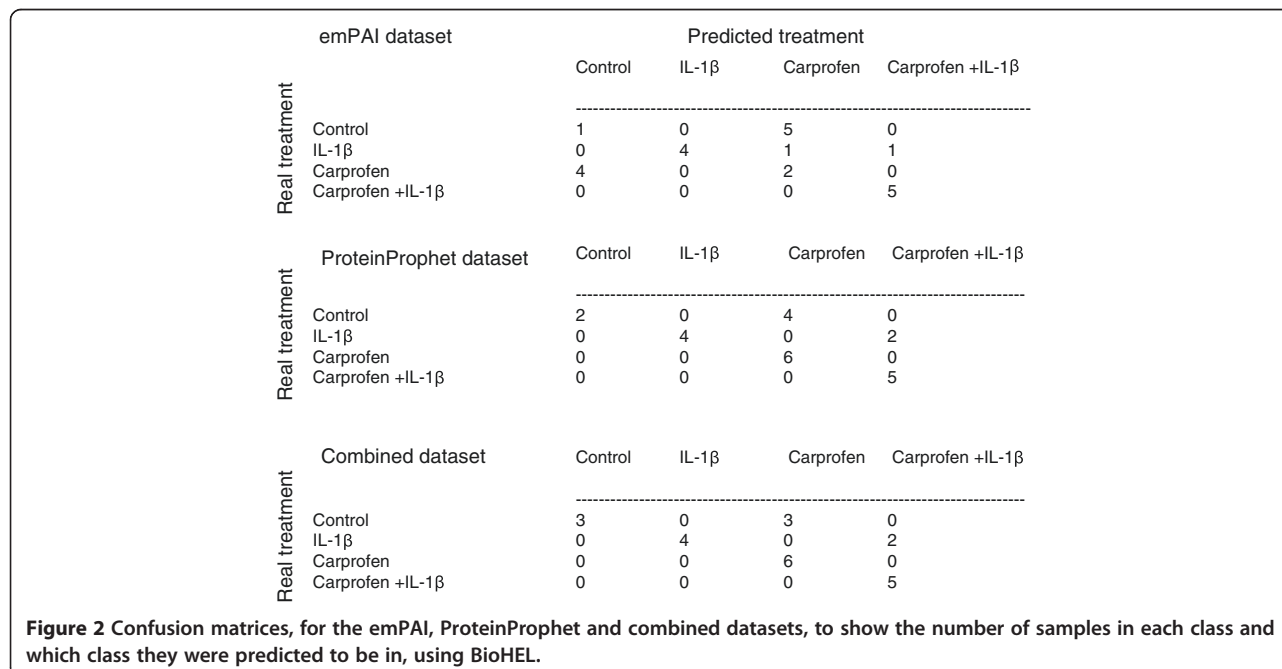 emPAI dataset Predicted treatment
Control IL-1β Carprofen Carprofen +IL-1β
--------------------------------------------------------------------------------
Real treatment
Control 1 0 5 0
IL-1β 0 4 1 1
Carprofen 4 0 2 0
Carprofen +IL-1β 0 0 0 5
ProteinProphet dataset Control IL-1β Carprofen Carprofen +IL-1β
-------------------------------------------------------------------------------
Real treatment
Control 2 0 4 0
IL-1β 0 4 0 2
Carprofen 0 0 6 0
Carprofen +IL-1β 0 0 0 5
Combined dataset Control IL-1β Carprofen Carprofen +IL-1β
-------------------------------------------------------------------------------
Real treatment
Control 3 0 3 0
IL-1β 0 4 0 2
Carprofen 0 0 6 0
Carprofen +IL-1β 0 0 0 5
Figure 2 Confusion matrices, for the emPAI, ProteinProphet and combined datasets, to show the number of samples in each class and
which class they were predicted to be in, using BioHEL.